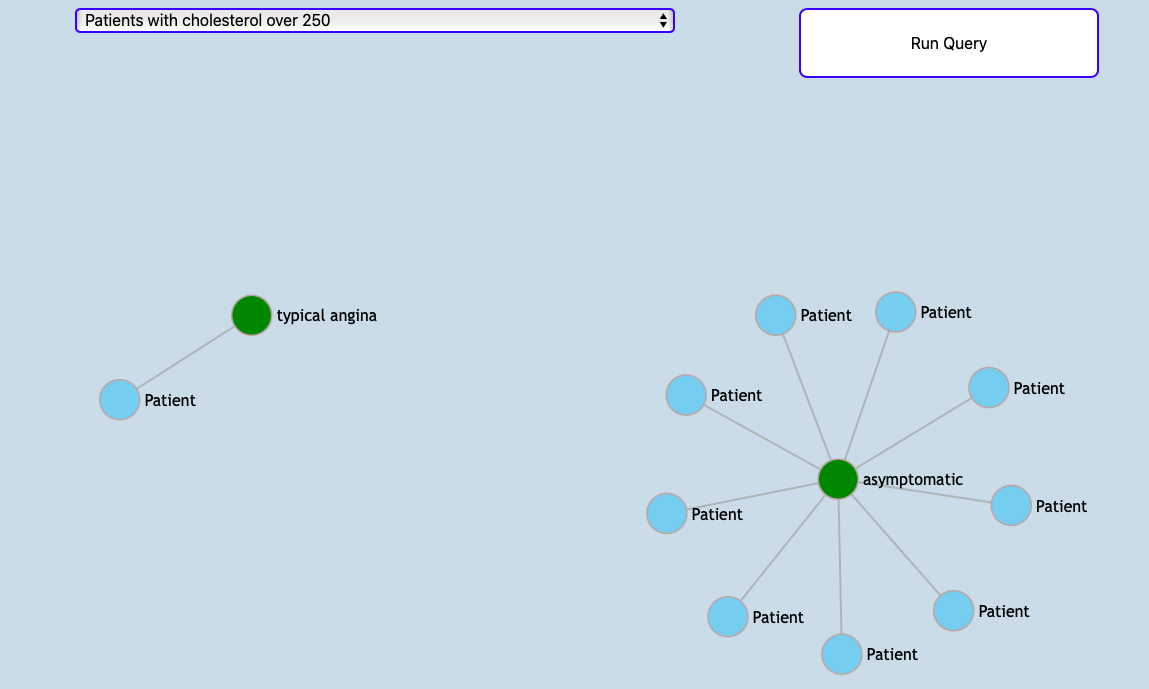 Patients with cholesterol over 250
Run Query
typical angina
Patient
Patient
Patient
Patient
Patient
asymptomatic
Patient
Patient
Patient
Patient
Patient